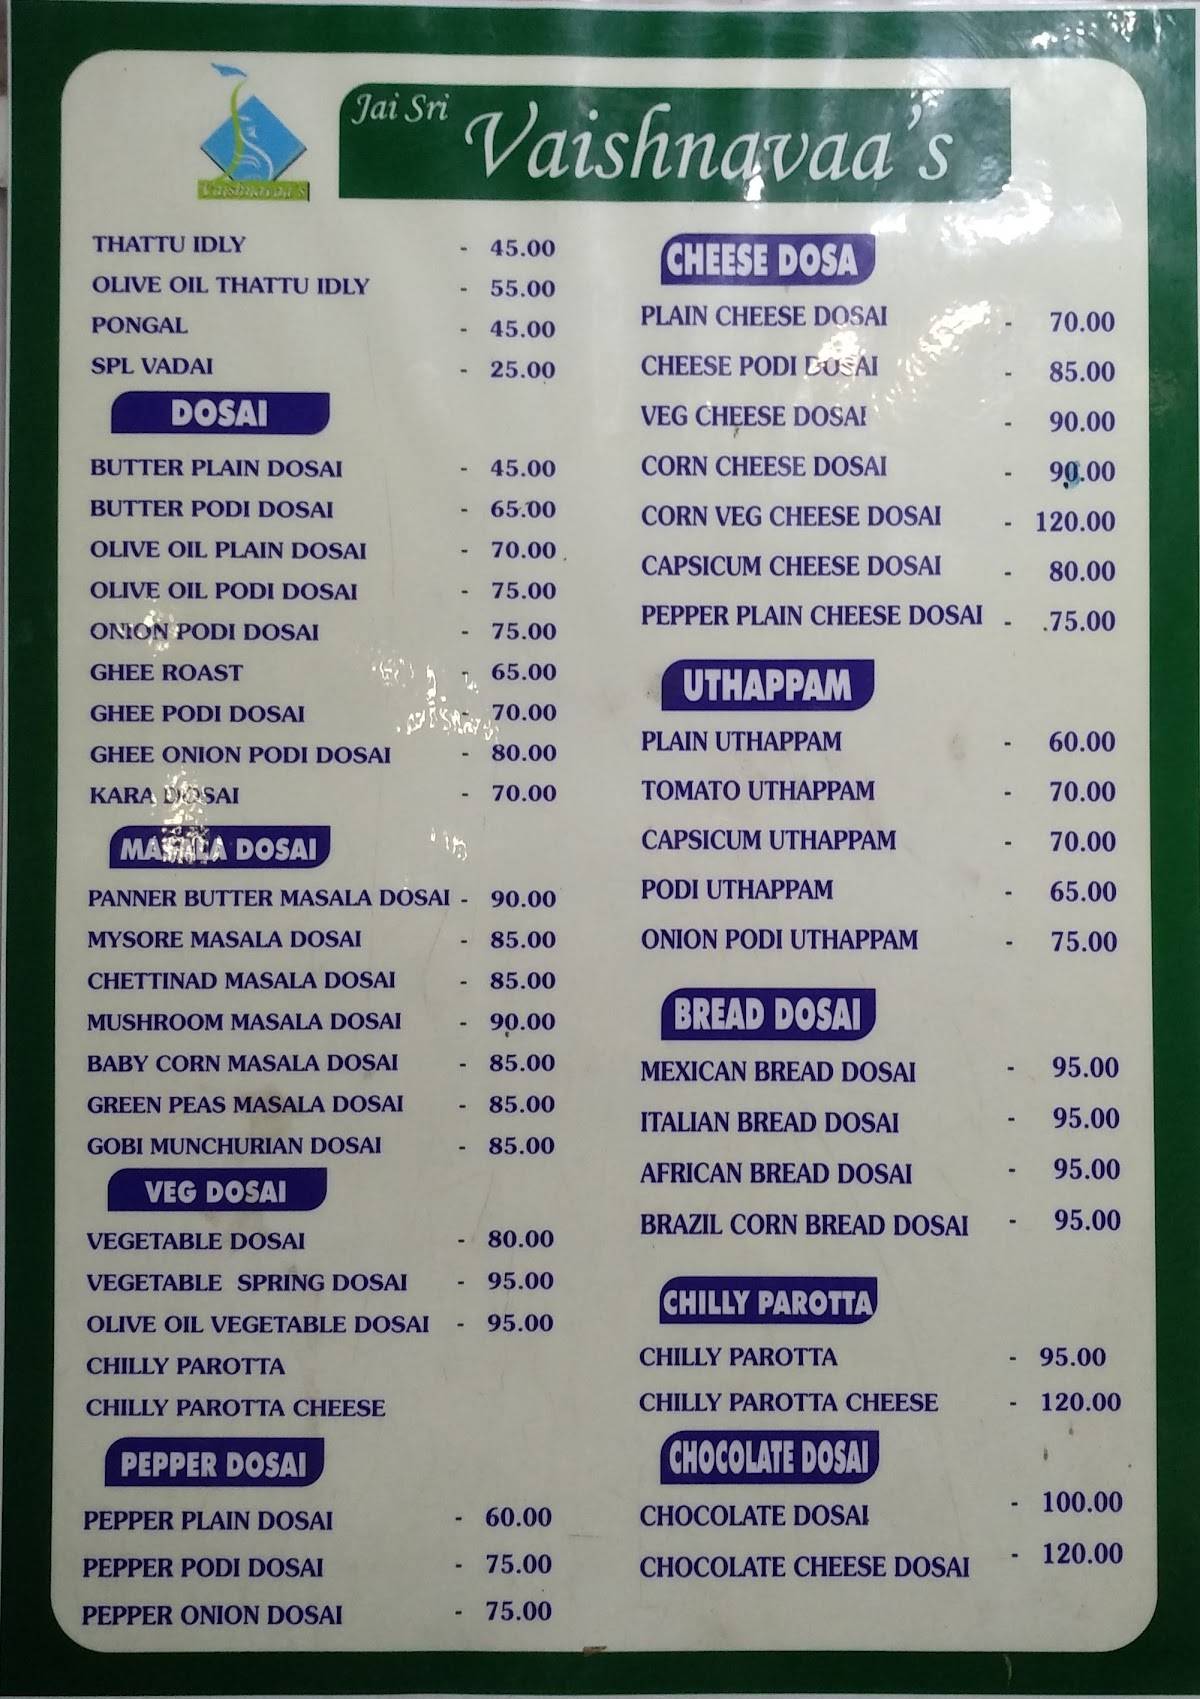 Vaishnavaa's
Jai Sri Vaishnavaa's
THATTU IDLY - 45.00
OLIVE OIL THATTU IDLY - 55.00
PONGAL - 45.00
SPL VADAI - 25.00
DOSAI
BUTTER PLAIN DOSAI - 45.00
BUTTER PODI DOSAI - 65.00
OLIVE OIL PLAIN DOSAI - 70.00
OLIVE OIL PODI DOSAI - 75.00
ONION PODI DOSAI - 75.00
GHEE ROAST - 65.00
GHEE PODI DOSAI - 70.00
GHEE ONION PODI DOSAI - 80.00
KARA DOSAI - 70.00
MASALA DOSAI
PANNER BUTTER MASALA DOSAI - 90.00
MYSORE MASALA DOSAI - 85.00
CHETTINAD MASALA DOSAI - 85.00
MUSHROOM MASALA DOSAI - 90.00
BABY CORN MASALA DOSAI - 85.00
GREEN PEAS MASALA DOSAI - 85.00
GOBI MUNCHURIAN DOSAI - 85.00
VEG DOSAI
VEGETABLE DOSAI - 80.00
VEGETABLE SPRING DOSAI - 95.00
OLIVE OIL VEGETABLE DOSAI - 95.00
CHILLY PAROTTA
CHILLY PAROTTA CHEESE
PEPPER DOSAI
PEPPER PLAIN DOSAI - 60.00
PEPPER PODI DOSAI - 75.00
PEPPER ONION DOSAI - 75.00
CHEESE DOSA
PLAIN CHEESE DOSAI - 70.00
CHEESE PODI DOSAI - 85.00
VEG CHEESE DOSAI - 90.00
CORN CHEESE DOSAI - 90.00
CORN VEG CHEESE DOSAI - 120.00
CAPSICUM CHEESE DOSAI - 80.00
PEPPER PLAIN CHEESE DOSAI - .75.00
UTHAPPAM
PLAIN UTHAPPAM - 60.00
TOMATO UTHAPPAM - 70.00
CAPSICUM UTHAPPAM - 70.00
PODI UTHAPPAM - 65.00
ONION PODI UTHAPPAM - 75.00
BREAD DOSAI
MEXICAN BREAD DOSAI - 95.00
ITALIAN BREAD DOSAI - 95.00
AFRICAN BREAD DOSAI - 95.00
BRAZIL CORN BREAD DOSAI - 95.00
CHILLY PAROTTA
CHILLY PAROTTA - 95.00
CHILLY PAROTTA CHEESE - 120.00
CHOCOLATE DOSAI
CHOCOLATE DOSAI - 100.00
CHOCOLATE CHEESE DOSAI - 120.00